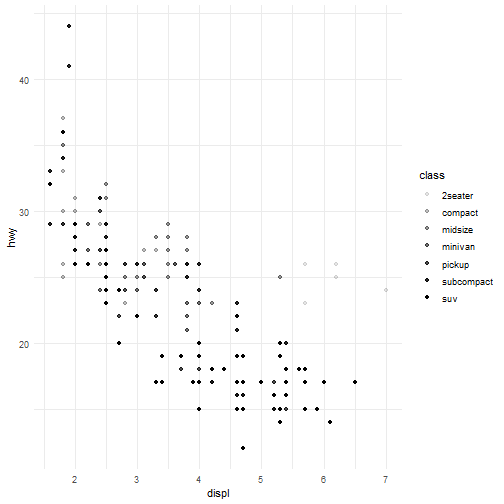 40
30
20
hwy
2
3
4
5
6
7
displ
class
2seater
compact
midsize
minivan
pickup
subcompact
suv